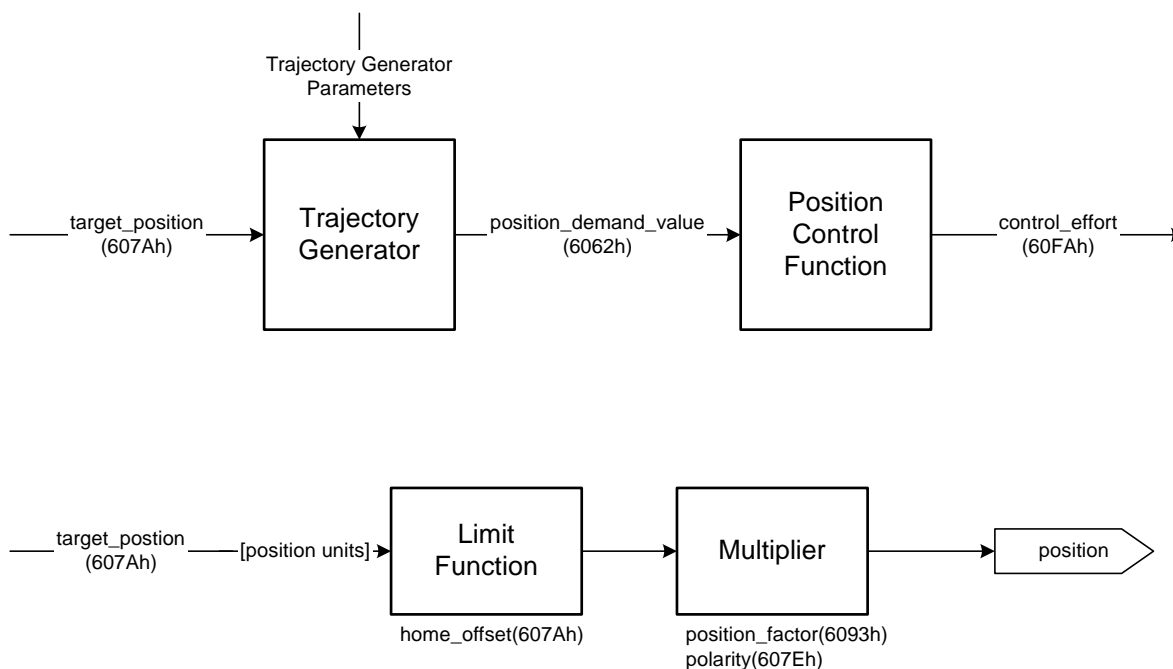 Trajectory Generator
Parameters
target_position
(607Ah)
Trajectory
Generator
position_demand_value
(6062h)
Position
Control
Function
control_effort
(60FAh)
target_postion
(607Ah)
[position units]
Limit
Function
home_offset(607Ah)
Multiplier
position_factor(6093h)
polarity(607Eh)
position